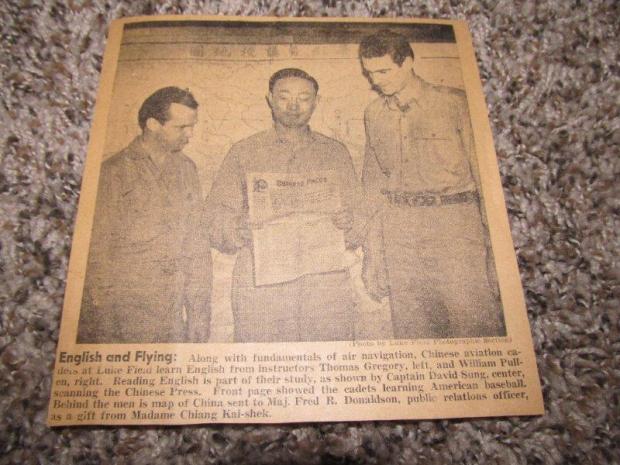 CHINESE PRESS
(Photo by Luke Field Photographic Section)
English and Flying: Along with fundamentals of air navigation, Chinese aviation ca-
dets at Luke Field learn English from instructors Thomas Gregory, left, and William Pull-
en, right. Reading English is part of their study, as shown by Captain David Sung, center,
scanning the Chinese Press. Front page showed the cadets learning American baseball.
Behind the men is map of China sent to Maj. Fred R. Donaldson, public relations officer,
as a gift from Madame Chiang Kai-shek.